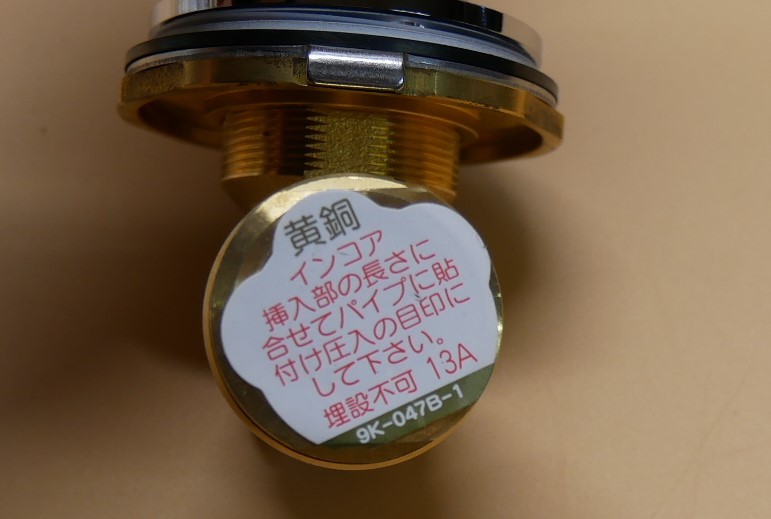 黄銅
インコア
挿入部の長さに
合せてパイプに貼
付け圧入の目印に
して下さい。
埋設不可 13A
9K-047B-1